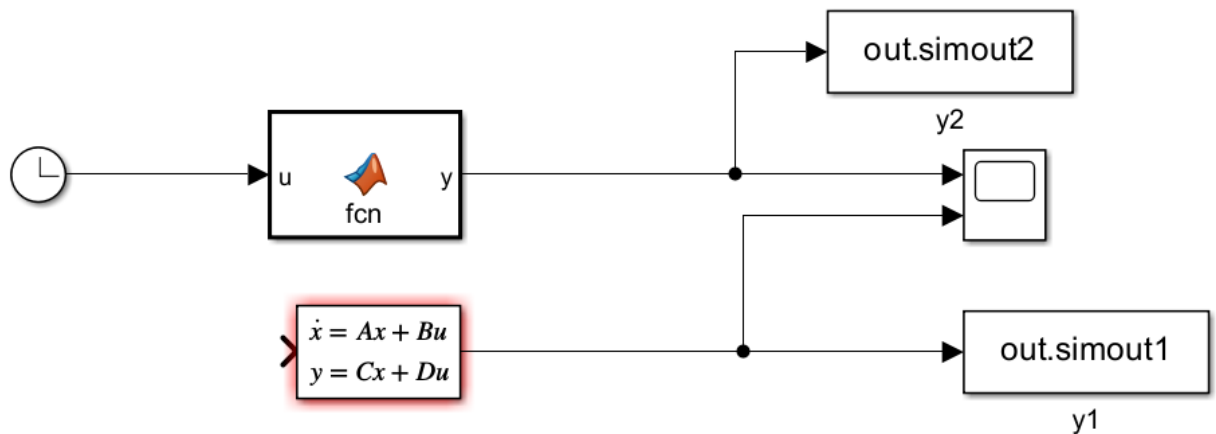 out.simout2
y2
u
y
fcn
ẋ = Ax + Bu
y = Cx + Du
out.simout1
y1